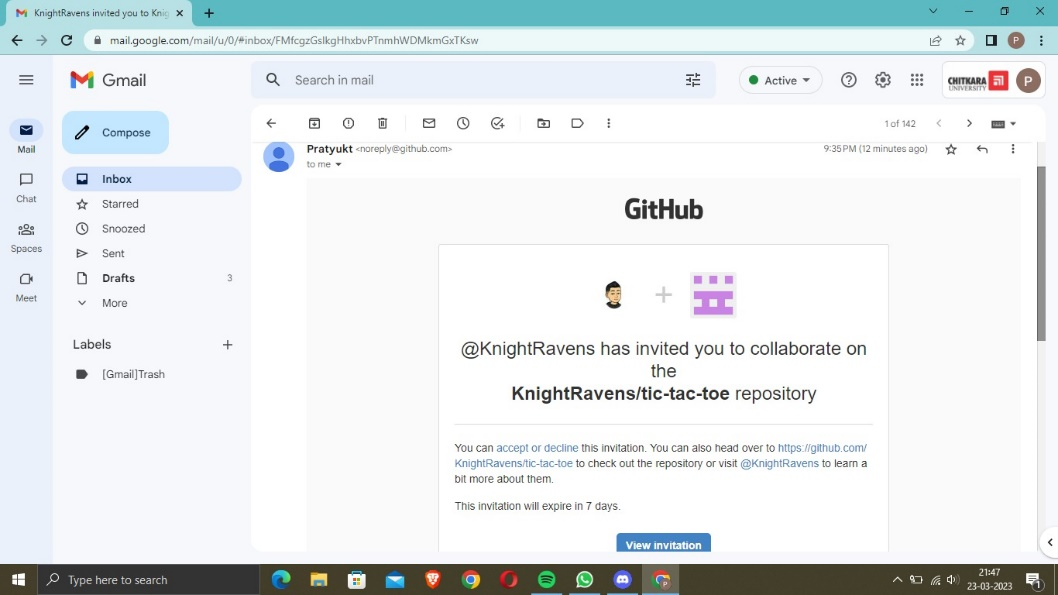 KnightRavens invited you to Knig
mail.google.com/mail/u/0/#inbox/FMfcgzGslkgHhxbvPTnmhWDMkmGxTKsw
P
Gmail
Search in mail
Active
CHITKARA
UNIVERSITY
P
Compose
1 of 142
Mail
Chat
Spaces
Meet
Inbox
Starred
Snoozed
Sent
Drafts 3
More
Labels
[Gmail]Trash
Pratyukt <noreply@github.com>
9:35 PM (12 minutes ago)
to me
GitHub
@KnightRavens has invited you to collaborate on
the
KnightRavens/tic-tac-toe repository
You can accept or decline this invitation. You can also head over to https://github.com/
KnightRavens/tic-tac-toe to check out the repository or visit @KnightRavens to learn a
bit more about them.
This invitation will expire in 7 days.
View invitation
Type here to search
21:47
23-03-2023
1